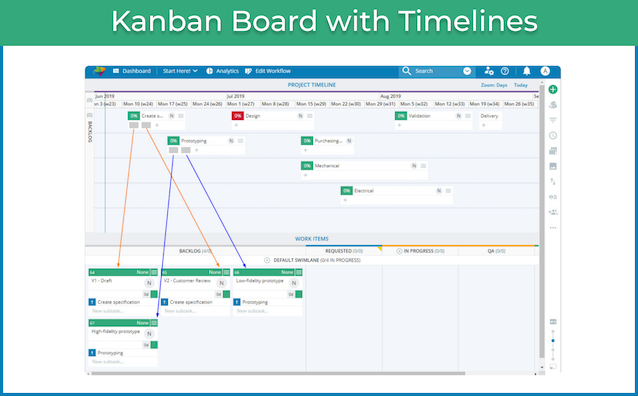 Kanban Board with Timelines
Dashboard Start Here! Analytics Edit Workflow Search A
PROJECT TIMELINE Zoom: Days Today
Jun 2019 Jul 2019 Aug 2019
Mon 10 (w24) Mon 17 (w25) Mon 24 (w26) Mon 1 (w27) Mon 8 (w28) Mon 15 (w29) Mon 22 (w30) Mon 29 (w31) Mon 5 (w32) Mon 12 (w33) Mon 19 (w34) Mon 26 (w35)
BACKLOG
0% Create a... N 0% Design N 0% Validation N Delivery
0% Prototyping N 0% Purchasing... N
0% Mechanical N
0% Electrical N
WORK ITEMS
BACKLOG (4/0) REQUESTED (0/0) IN PROGRESS (0/0) QA (0/0)
DEFAULT SWIMLANE (0/4 IN PROGRESS)
64 None 65 None 66 None
V1 - Draft N V2 - Customer Review N Low-fidelity prototype N
Create specification Create specification Prototyping
New subtask... New subtask... New subtask...
67 None
High-fidelity prototype N
Prototyping
New subtask...